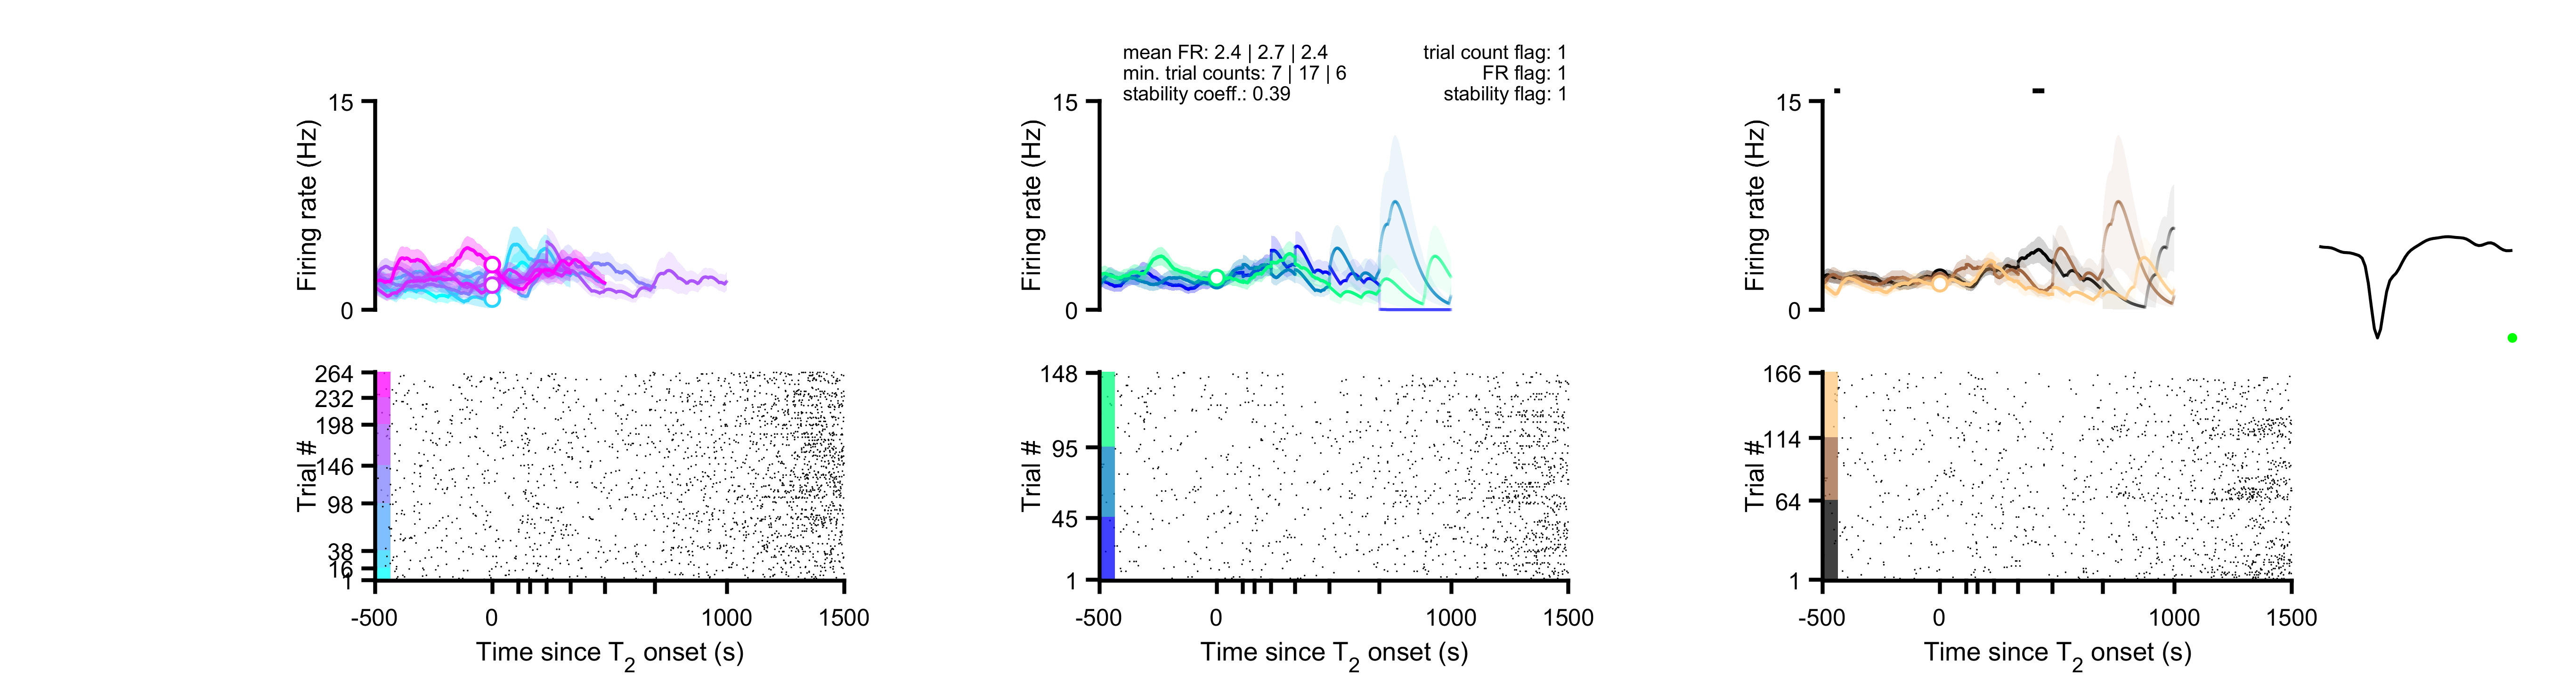 mean FR: 2.4 | 2.7 | 2.4
min. trial counts: 7 | 17 | 6
stability coeff.: 0.39
trial count flag: 1
FR flag: 1
stability flag: 1
15
Firing rate (Hz)
0
15
Firing rate (Hz)
0
15
Firing rate (Hz)
0
264
232
198
146
98
38
16
1
Trial #
-500 0 1000 1500
Time since T2 onset (s)
148
95
45
1
Trial #
-500 0 1000 1500
Time since T2 onset (s)
166
114
64
1
Trial #
-500 0 1000 1500
Time since T2 onset (s)